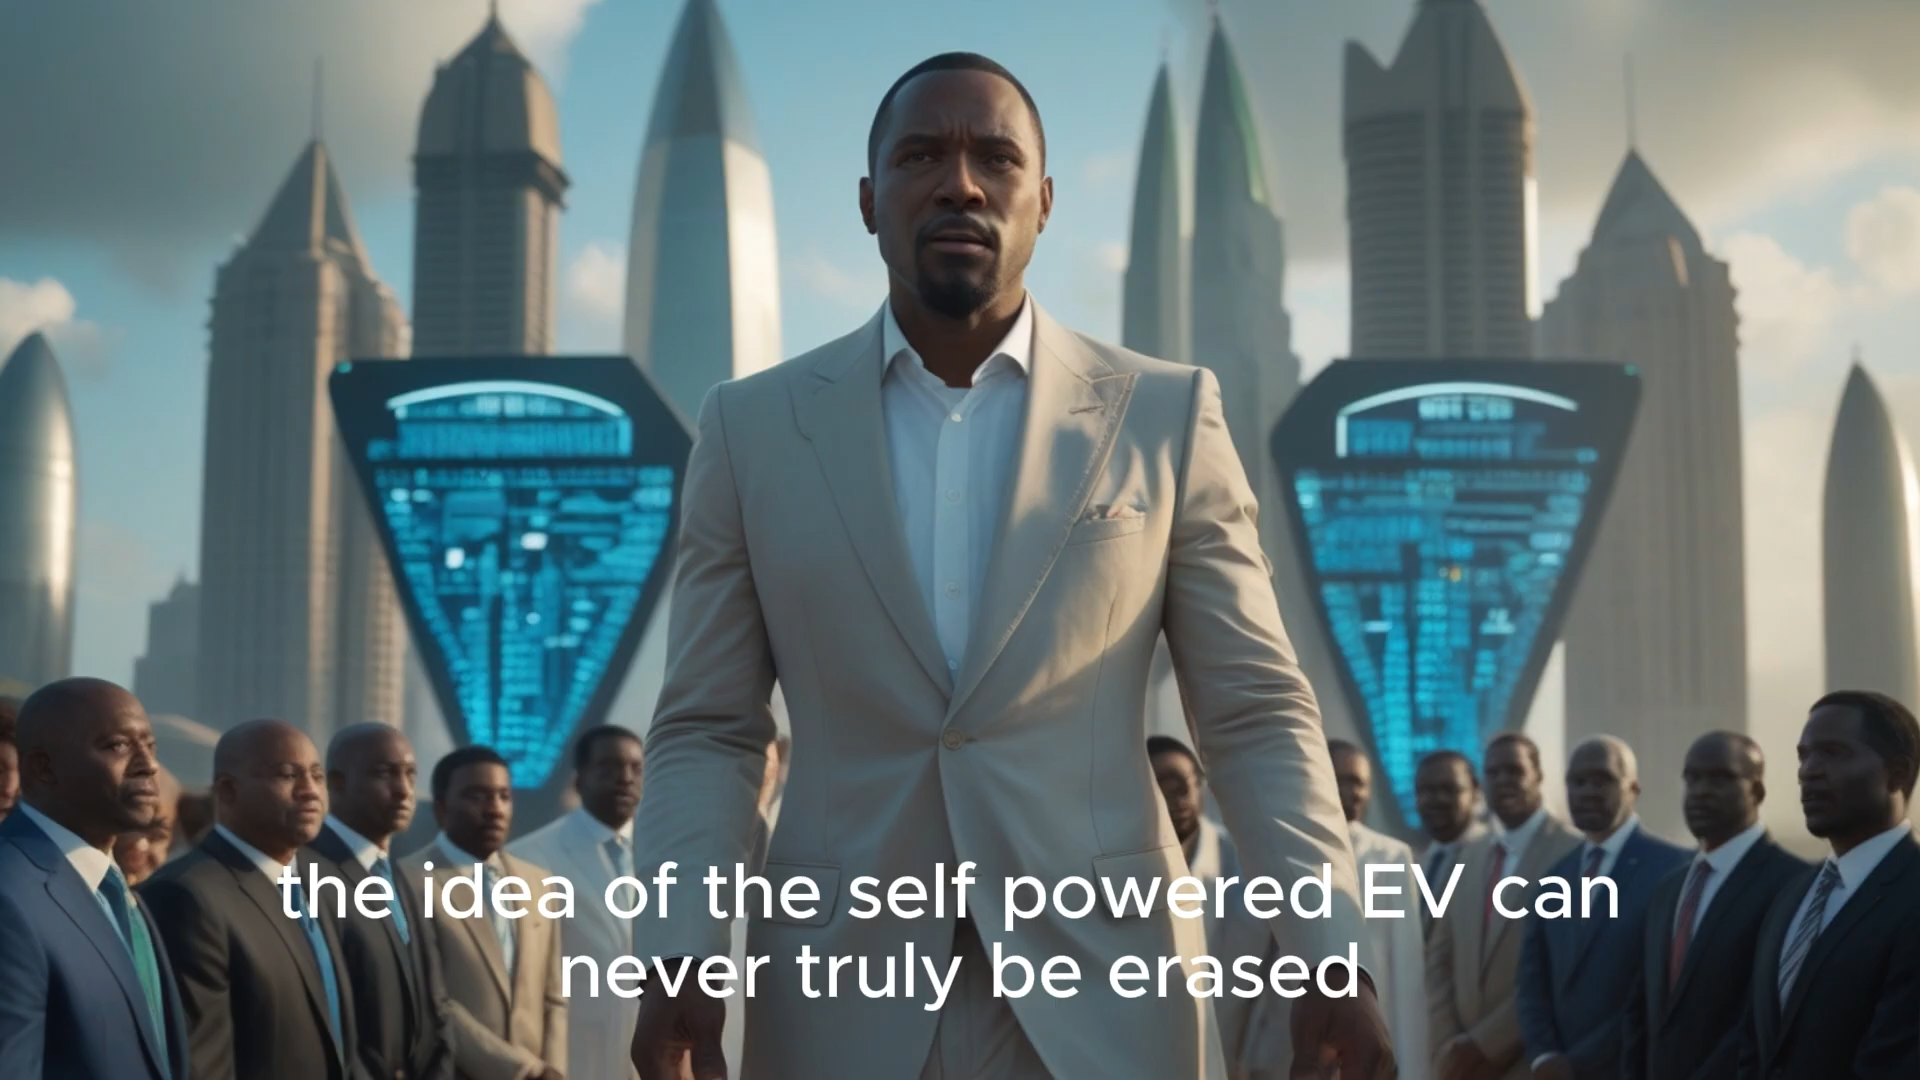 the idea of the self powered EV can
never truly be erased